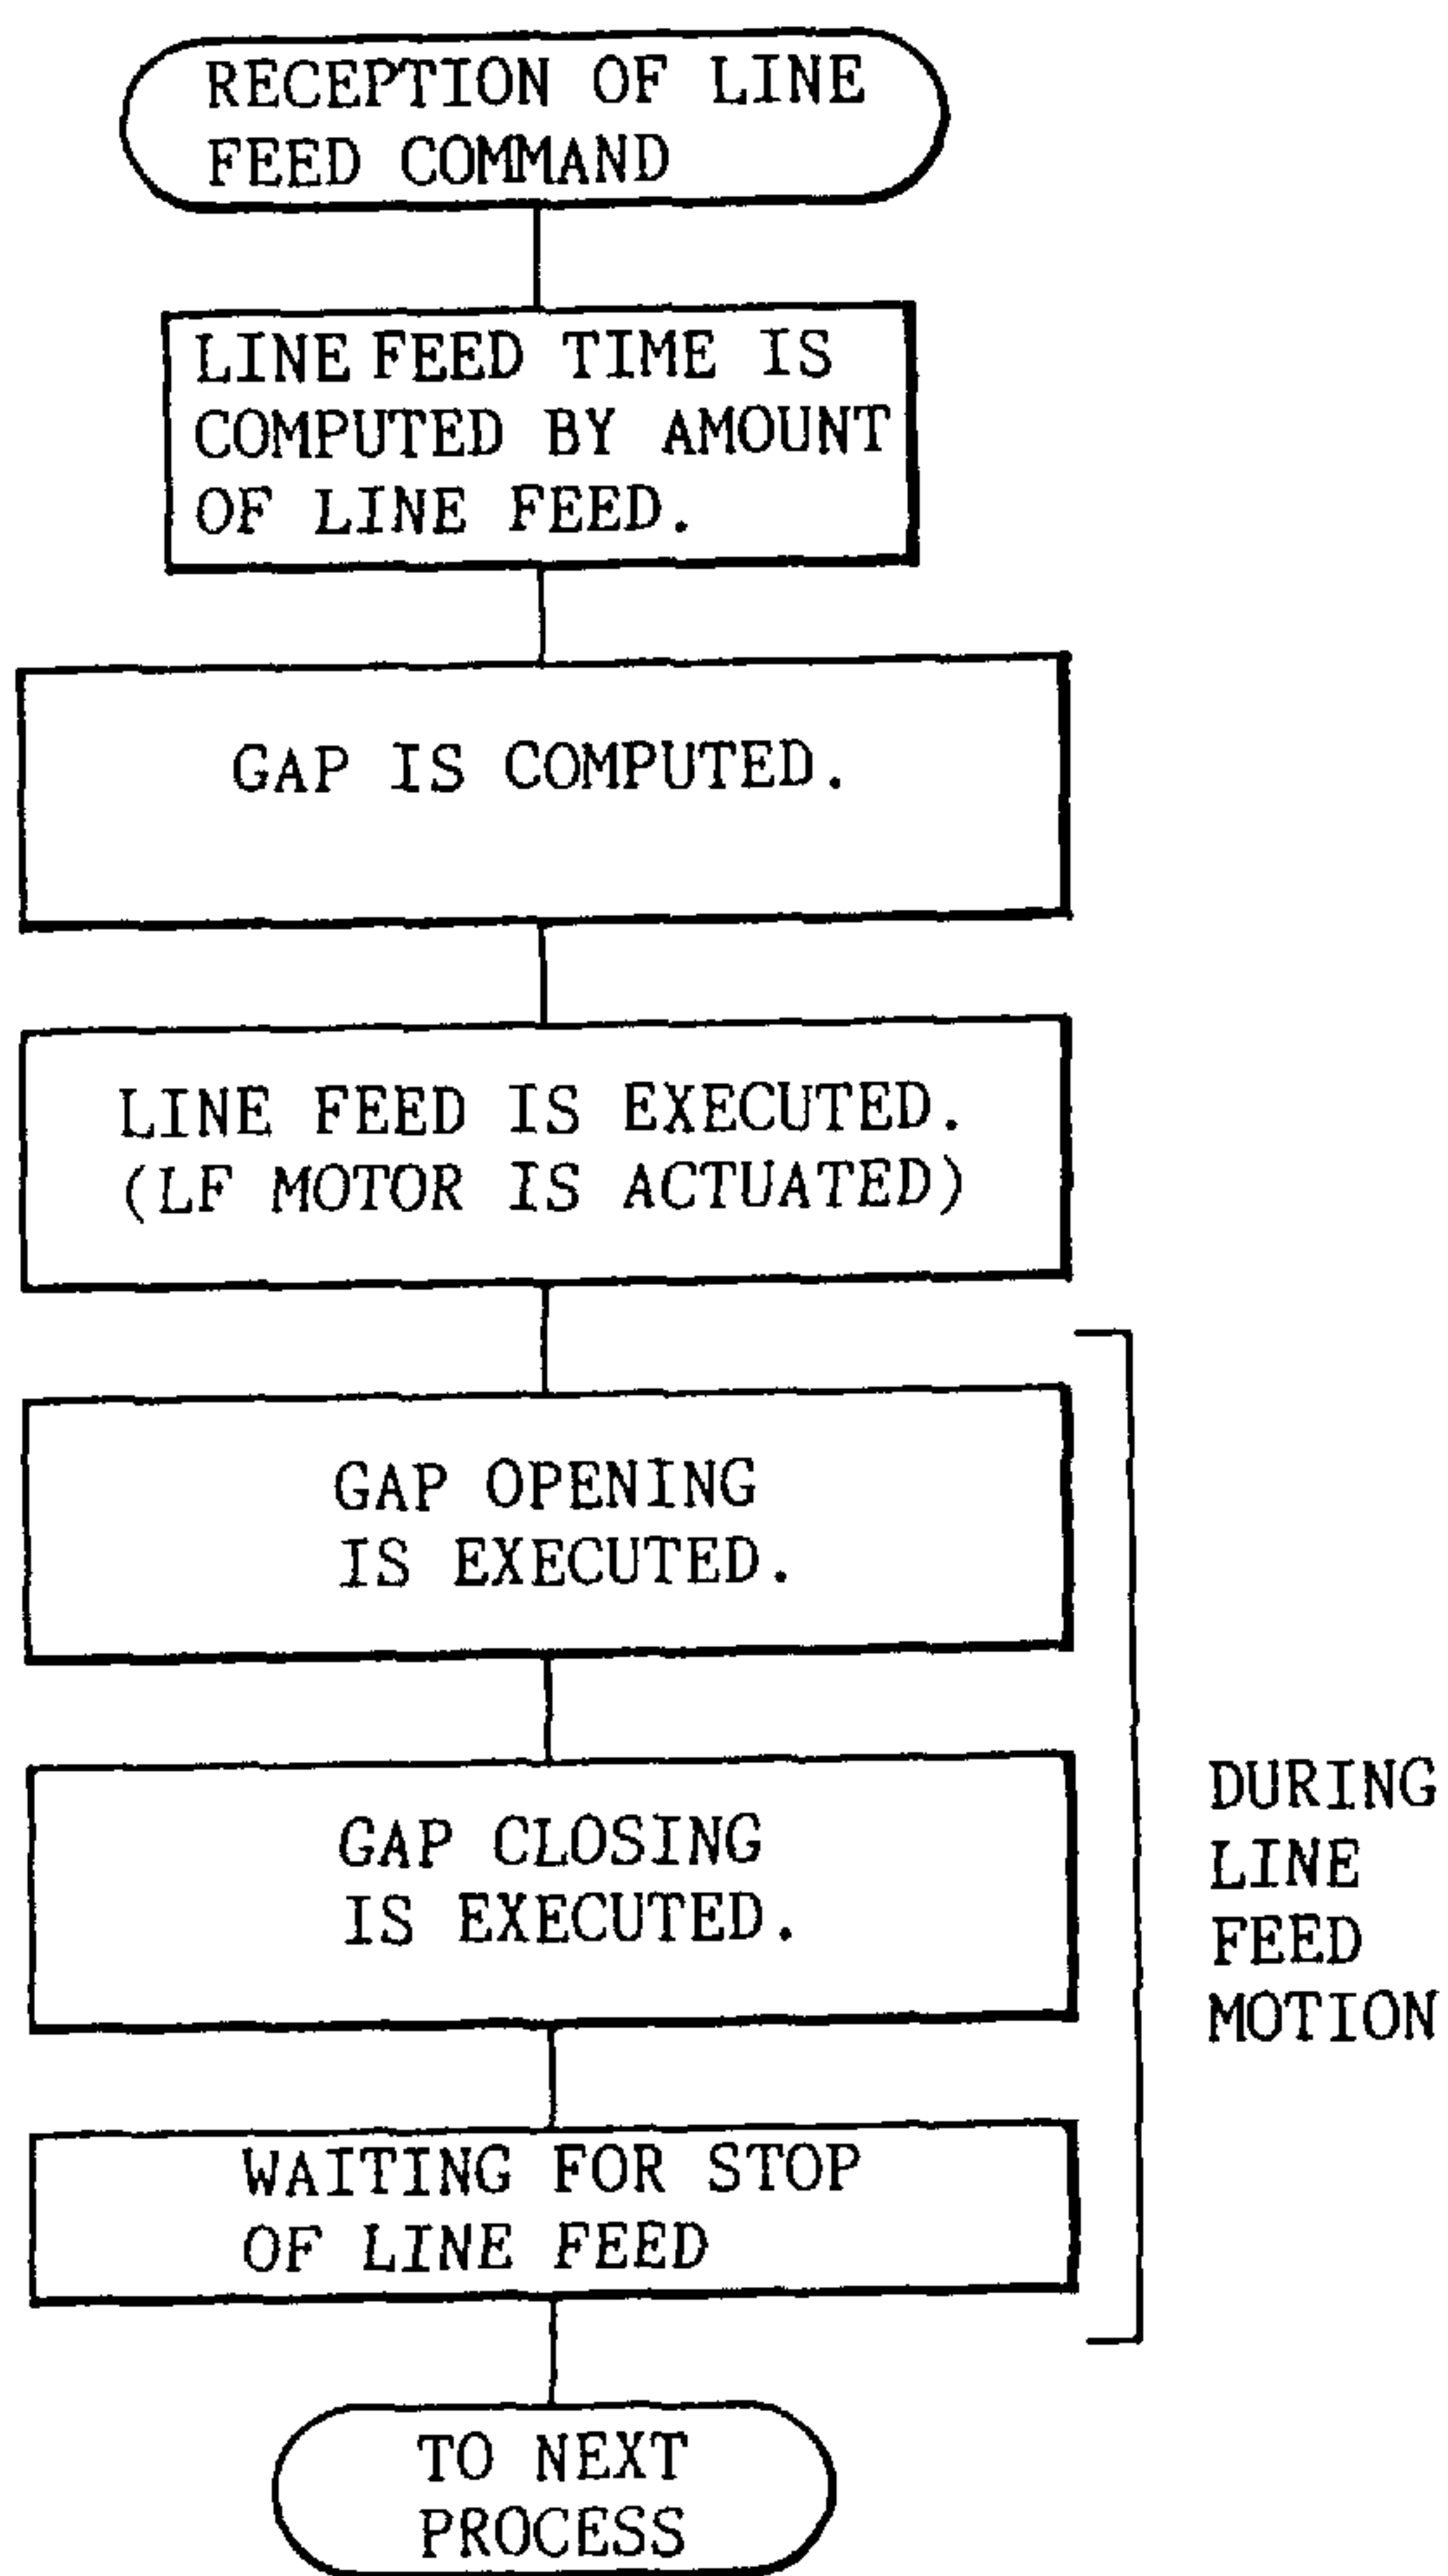 RECEPTION OF LINE
FEED COMMAND
LINE FEED TIME IS
COMPUTED BY AMOUNT
OF LINE FEED.
GAP IS COMPUTED.
LINE FEED IS EXECUTED.
(LF MOTOR IS ACTUATED)
GAP OPENING
IS EXECUTED.
GAP CLOSING
IS EXECUTED.
DURING
LINE
FEED
MOTION
WAITING FOR STOP
OF LINE FEED
TO NEXT
PROCESS